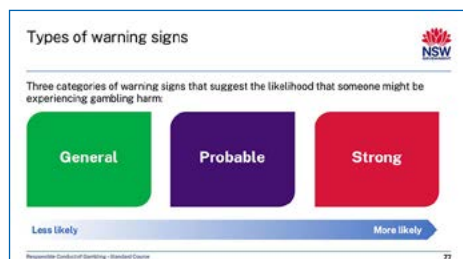 Types of warning signs
NSW
GOVERNMENT
Three categories of warning signs that suggest the likelihood that someone might be
experiencing gambling harm:
General Probable Strong
Less likely More likely
Responsible Conduct of Gambling - Standard Course 77